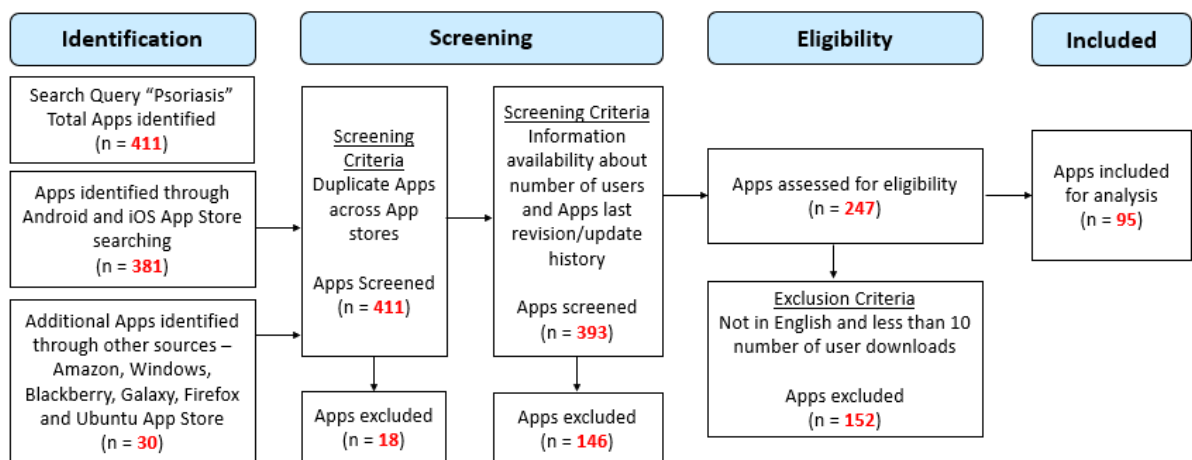 Identification
Search Query “Psoriasis”
Total Apps identified
(n = 411)
Apps identified through
Android and iOS App Store
searching
(n = 381)
Additional Apps identified
through other sources –
Amazon, Windows,
Blackberry, Galaxy, Firefox
and Ubuntu App Store
(n = 30)
Screening
Screening
Criteria
Duplicate Apps
across App
stores
Apps Screened
(n = 411)
Apps excluded
(n = 18)
Screening Criteria
Information
availability about
number of users
and Apps last
revision/update
history
Apps screened
(n = 393)
Apps excluded
(n = 146)
Eligibility
Apps assessed for eligibility
(n = 247)
Exclusion Criteria
Not in English and less than 10
number of user downloads
Apps excluded
(n = 152)
Included
Apps included
for analysis
(n = 95)